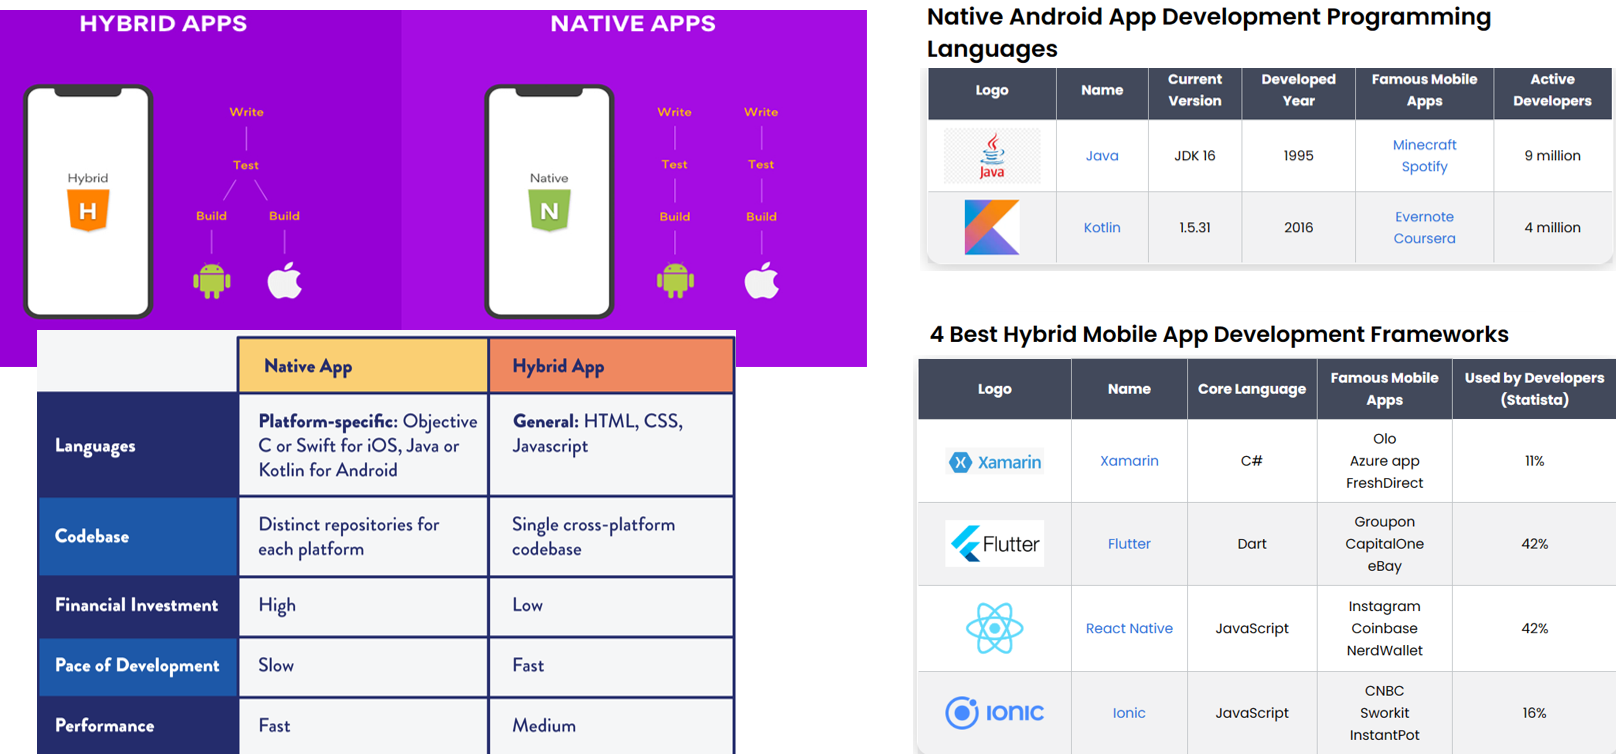 HYBRID APPS
Hybrid
H
Write
Test
Build Build
NATIVE APPS
Native
N
Write Write
Test Test
Build Build
Native App Hybrid App
Languages
Platform-specific: Objective
C or Swift for iOS, Java or
Kotlin for Android
General: HTML, CSS,
Javascript
Codebase
Distinct repositories for
each platform
Single cross-platform
codebase
Financial Investment High Low
Pace of Development Slow Fast
Performance Fast Medium
Native Android App Development Programming
Languages
Logo
Name
Current
Version
Developed
Year
Famous Mobile
Apps
Active
Developers
Java
Java
JDK 16
1995
Minecraft
Spotify
9 million
Kotlin
1.5.31
2016
Evernote
Coursera
4 million
4 Best Hybrid Mobile App Development Frameworks
Logo
Name
Core Language
Famous Mobile
Apps
Used by Developers
(Statista)
Xamarin
Xamarin
C#
Olo
Azure app
FreshDirect
11%
Flutter
Flutter
Dart
Groupon
CapitalOne
eBay
42%
React Native
JavaScript
Instagram
Coinbase
NerdWallet
42%
IONIC
Ionic
JavaScript
CNBC
Sworkit
InstantPot
16%